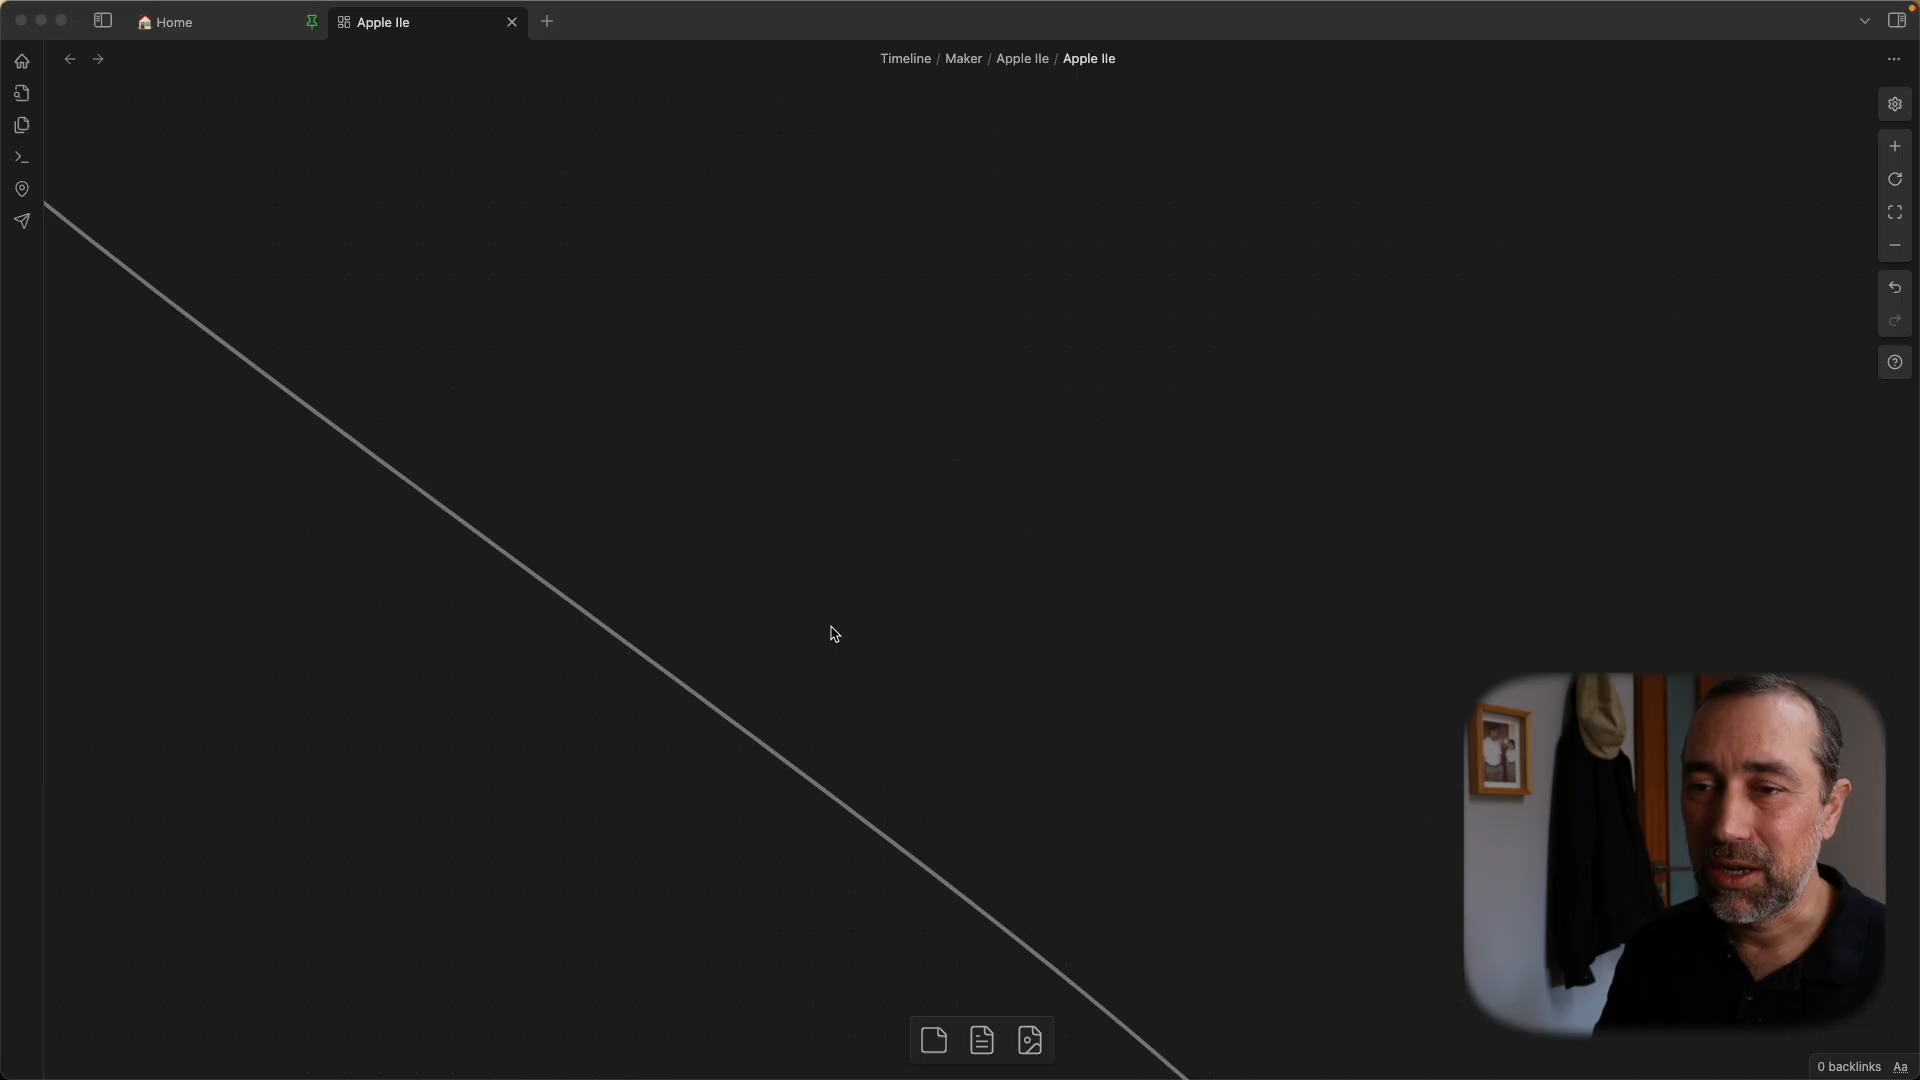 Home
Apple IIe
Timeline / Maker / Apple IIe / Apple IIe
0 backlinks Aa